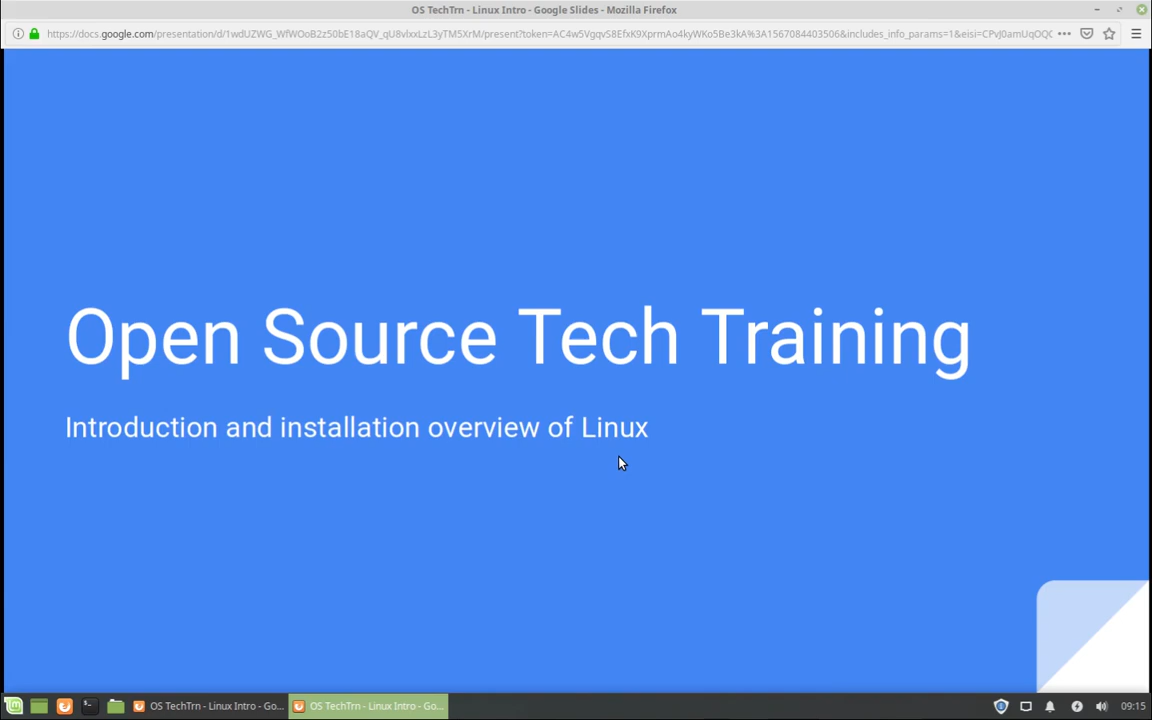 OS TechTrn - Linux Intro - Google Slides - Mozilla Firefox
Open Source Tech Training
Introduction and installation overview of Linux
OS TechTrn - Linux Intro - Go...
OS TechTrn - Linux Intro - Go...
09:15